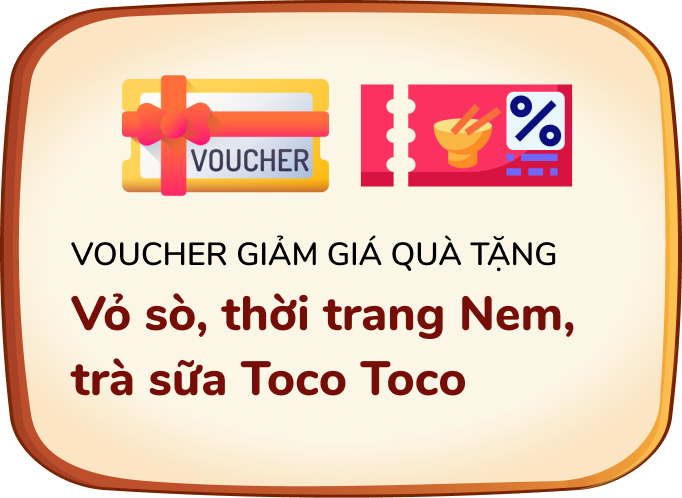 VOUCHER
%
VOUCHER GIẢM GIÁ QUÀ TẶNG
Vỏ sò, thời trang Nem,
trà sữa Toco Toco